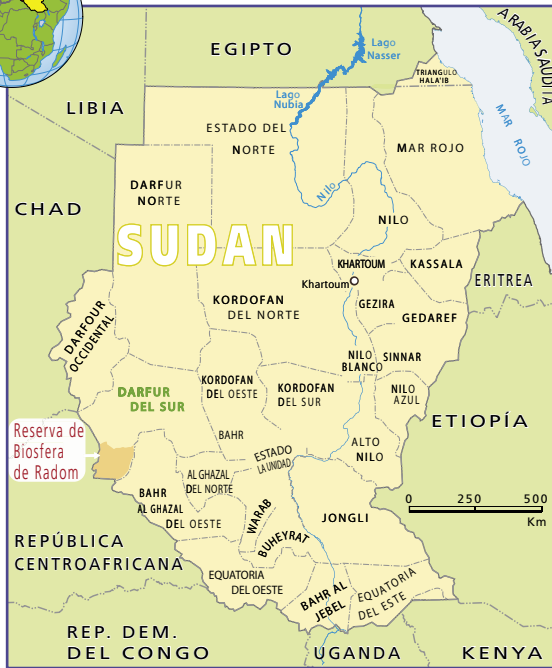 ARABIA SAUDITA
EGIPTO
Lago
Nasser
TRIANGULO
HALA'IB
LIBIA
Lago
Nubia
MAR ROJO
ESTADO DEL
NORTE
MAR ROJO
DARFUR
NORTE
Nilo
CHAD
NILO
SUDAN
KHARTOUM
KASSALA
Khartoum
ERITREA
KORDOFAN
DEL NORTE
GEZIRA
GEDAREF
DARFOUR
OCCIDENTAL
NILO
BLANCO
SINNAR
KORDOFAN
DEL OESTE
KORDOFAN
DEL SUR
NILO
AZUL
DARFUR
DEL SUR
ETIOPÍA
Reserva de
Biosfera
de Radom
BAHR
ALTO
NILO
ESTADO
LA UNIDAD
AL GHAZAL
DEL NORTE
BAHR
AL GHAZAL
DEL OESTE
WARAB
JONGLI
0 250 500
Km
BUHEYRAT
REPÚBLICA
CENTROAFRICANA
EQUATORIA
DEL OESTE
BAHR AL
JEBEL
EQUATORIA
DEL ESTE
REP. DEM.
DEL CONGO
UGANDA
KENYA